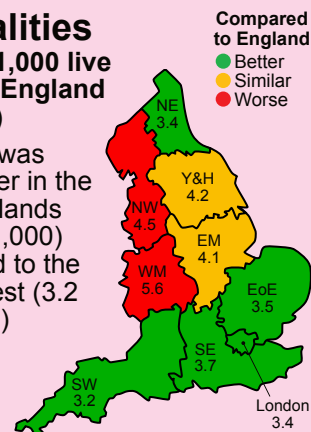 alities
1,000 live
England
)
was
er in the
lands
,000)
d to the
est (3.2
)
Compared
to England
Better
Similar
Worse
NE
3.4
Y&H
4.2
NW
4.5
EM
4.1
WM
5.6
EoE
3.5
SE
3.7
SW
3.2
London
3.4